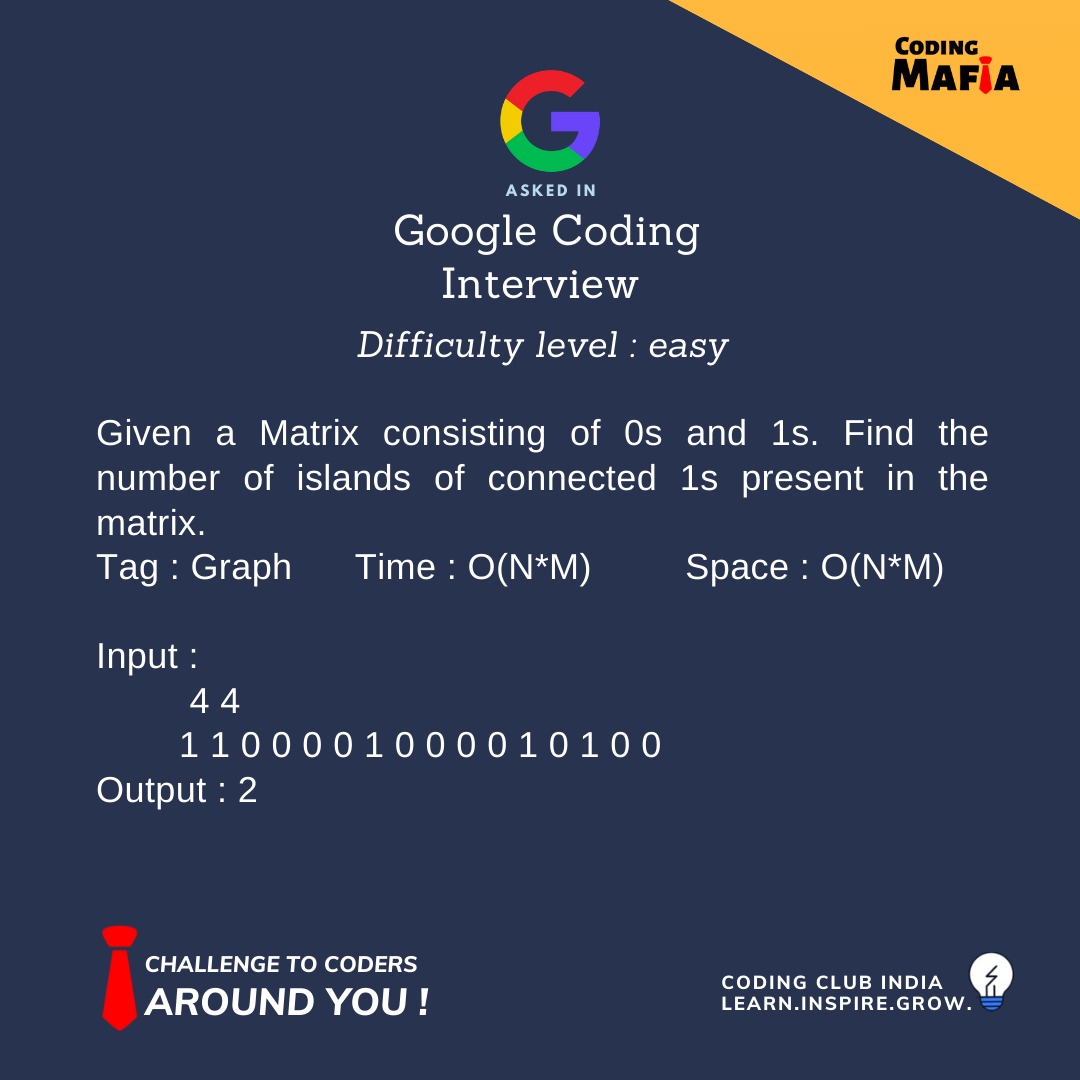 CODING
MAFIA
ASKED IN
Google Coding
Interview
Difficulty level : easy
Given a Matrix consisting of 0s and 1s. Find the
number of islands of connected 1s present in the
matrix.
Tag : Graph Time : O(N*M) Space : O(N*M)
Input :
4 4
1 1 0 0 0 0 1 0 0 0 0 1 0 1 0 0
Output : 2
CHALLENGE TO CODERS
AROUND YOU !
CODING CLUB INDIA
LEARN.INSPIRE.GROW.